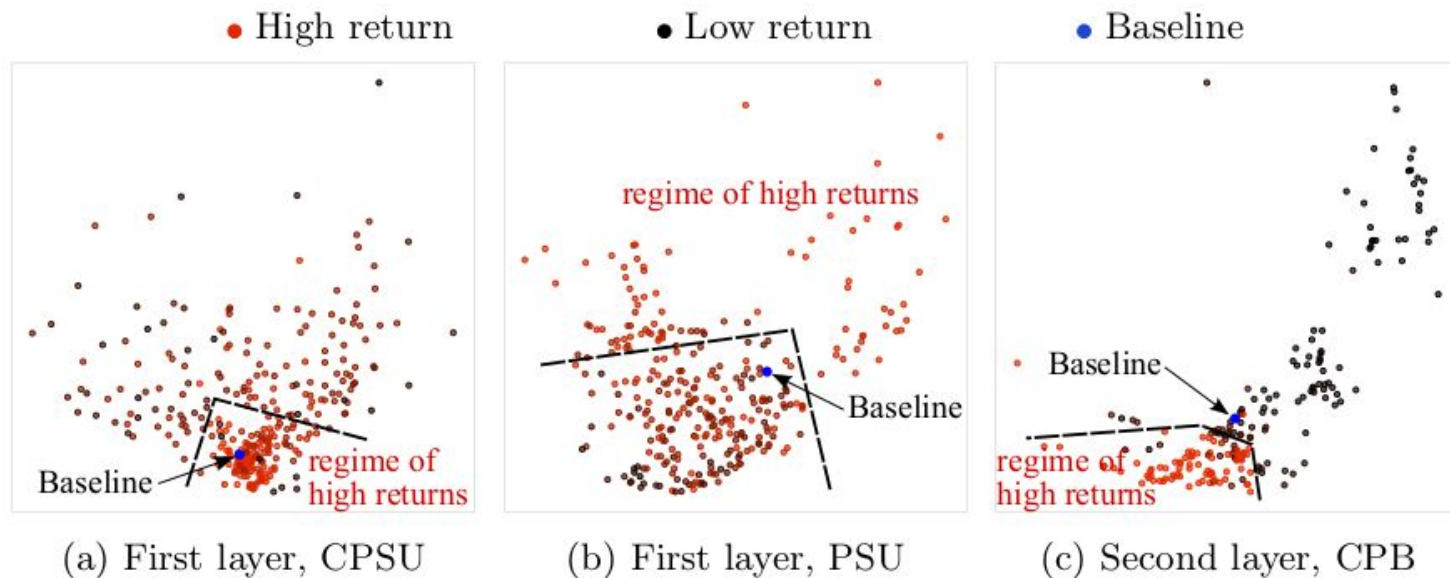 High return
Low return
Baseline
Baseline
regime of
high returns
regime of high returns
Baseline
Baseline
regime of
high returns
(a) First layer, CPSU
(b) First layer, PSU
(c) Second layer, CPB